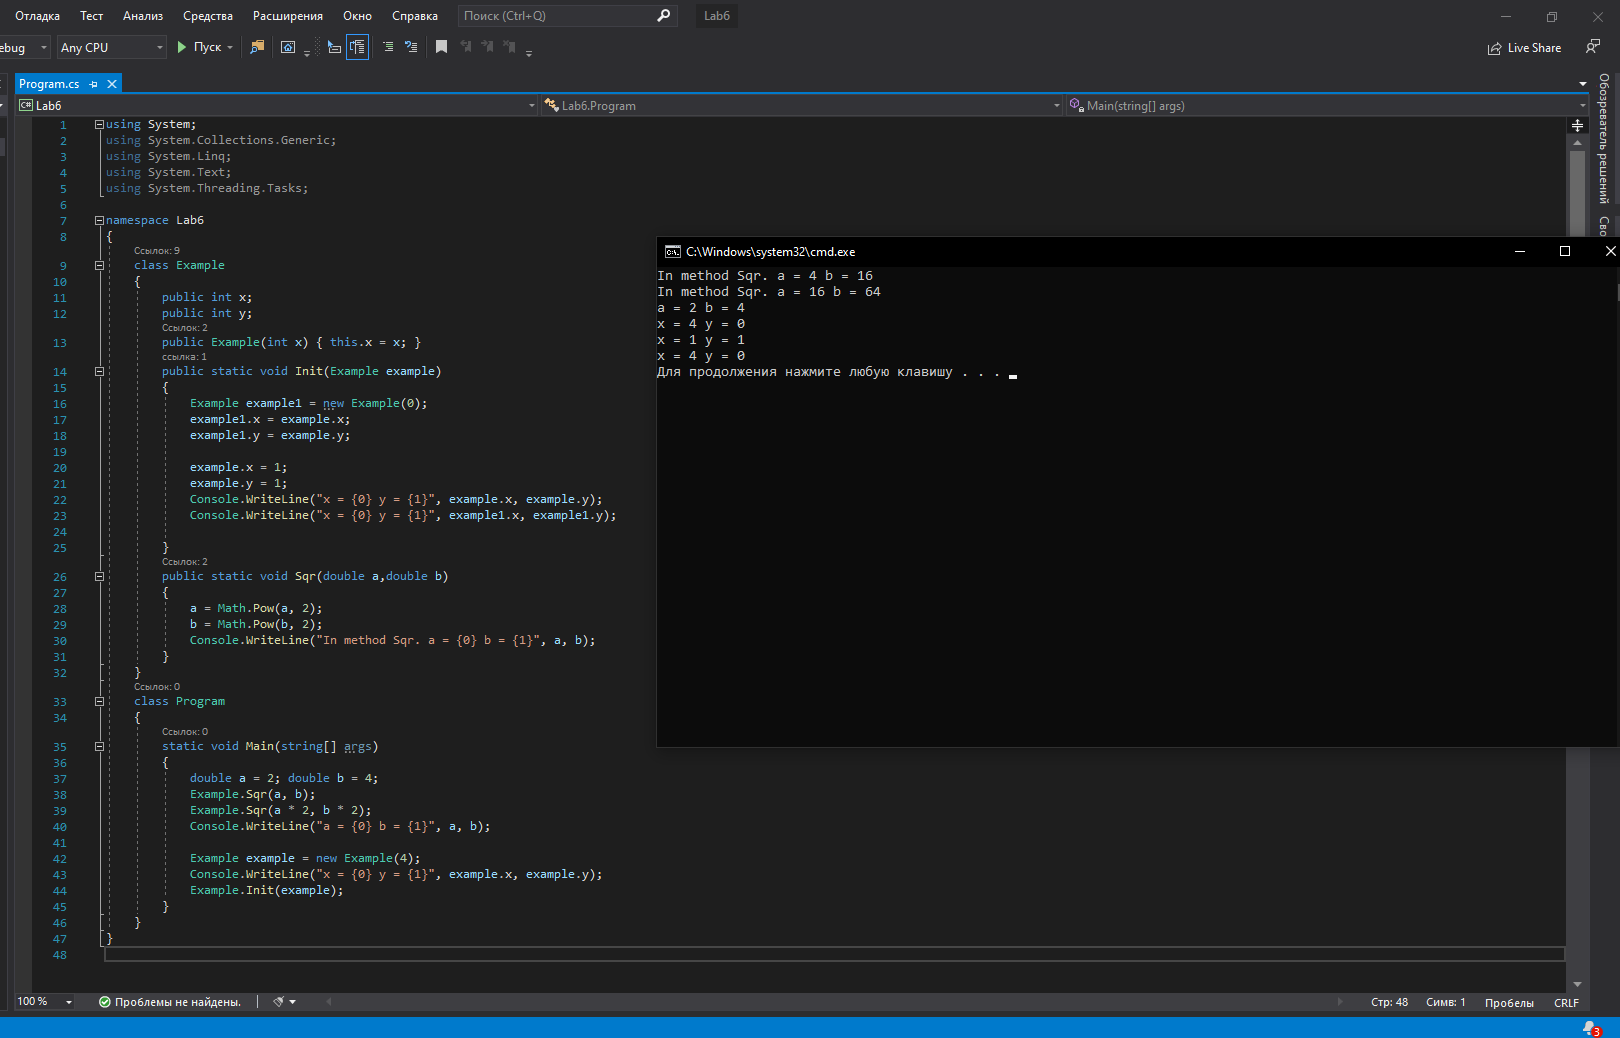 Отладка Тест Анализ Средства Расширения Окно Справка Поиск (Ctrl+Q) Lab6
ebug Any CPU Пуск Live Share
Program.cs
C# Lab6 Lab6.Program Main(string[] args)
Обозреватель решений
Сво
1 using System;
2 using System.Collections.Generic;
3 using System.Linq;
4 using System.Text;
5 using System.Threading.Tasks;
6
7 namespace Lab6
8 {
Ссылок: 9
9 class Example
10 {
11 public int x;
12 public int y;
Ссылок: 2
13 public Example(int x) { this.x = x; }
ссылка: 1
14 public static void Init(Example example)
15 {
16 Example example1 = new Example(0);
17 example1.x = example.x;
18 example1.y = example.y;
19
20 example.x = 1;
21 example.y = 1;
22 Console.WriteLine("x = {0} y = {1}", example.x, example.y);
23 Console.WriteLine("x = {0} y = {1}", example1.x, example1.y);
24
25 }
Ссылок: 2
26 public static void Sqr(double a,double b)
27 {
28 a = Math.Pow(a, 2);
29 b = Math.Pow(b, 2);
30 Console.WriteLine("In method Sqr. a = {0} b = {1}", a, b);
31 }
32 }
Ссылок: 0
33 class Program
34 {
Ссылок: 0
35 static void Main(string[] args)
36 {
37 double a = 2; double b = 4;
38 Example.Sqr(a, b);
39 Example.Sqr(a * 2, b * 2);
40 Console.WriteLine("a = {0} b = {1}", a, b);
41
42 Example example = new Example(4);
43 Console.WriteLine("x = {0} y = {1}", example.x, example.y);
44 Example.Init(example);
45 }
46 }
47 }
48
C:\Windows\system32\cmd.exe
In method Sqr. a = 4 b = 16
In method Sqr. a = 16 b = 64
a = 2 b = 4
x = 4 y = 0
x = 1 y = 1
x = 4 y = 0
Для продолжения нажмите любую клавишу . . .
100 % Проблемы не найдены. Стр: 48 Симв: 1 Пробелы CRLF
3